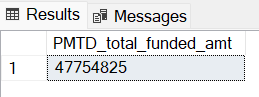 Results Messages
PMTD_total_funded_amt
1 47754825